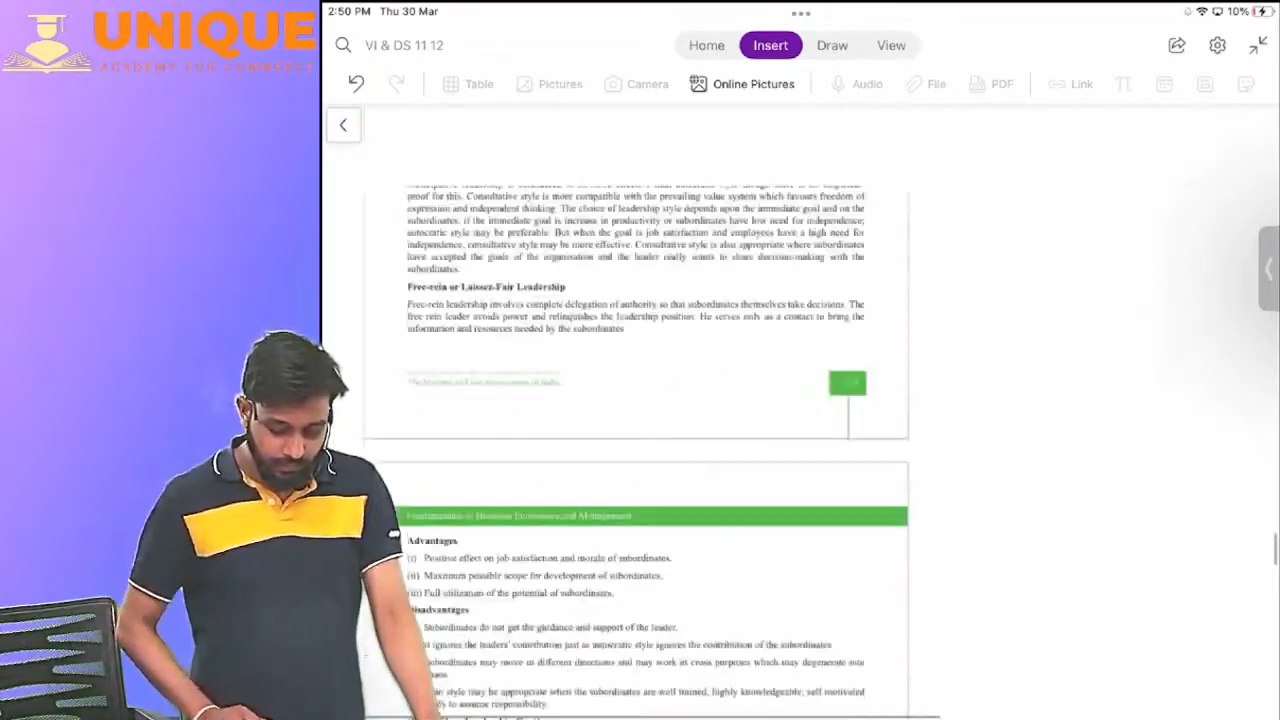 UNIQUE
ACADEMY FOR COMMERCE
2:50 PM Thu 30 Mar
10%
VI & DS 11 12
Home Insert Draw View
Table Pictures Camera Online Pictures Audio File PDF Link
proof for this. Consultative style is more compatible with the prevailing value system which favours freedom of
expression and independent thinking. The choice of leadership style depends upon the immediate goal and on the
subordinates. if the immediate goal is increase in productivity or subordinates have low need for independence,
autocratic style may be preferable. But when the goal is job satisfaction and employees have a high need for
independence, consultative style may be more effective. Consultative style is also appropriate where subordinates
have accepted the goals of the organisation and the leader really wants to share decision-making with the
subordinates.
Free-rein or Laissez-Fair Leadership
Free-rein leadership involves complete delegation of authority so that subordinates themselves take decisions. The
free rein leader avoids power and relinquishes the leadership position. He serves only as a contact to bring the
information and resources needed by the subordinates
Fundamentals of Business Economics and Management
Advantages
(i) Positive effect on job satisfaction and morale of subordinates.
(ii) Maximum possible scope for development of subordinates.
(iii) Full utilization of the potential of subordinates.
Subordinates do not get the guidance and support of the leader.
ignores the leaders' contribution just as autocratic style ignores the contribution of the subordinates
may move in different directions and may work at cross purposes which may degenerate into
style may be appropriate when the subordinates are well trained, highly knowledgeable, self motivated
to assume responsibility.